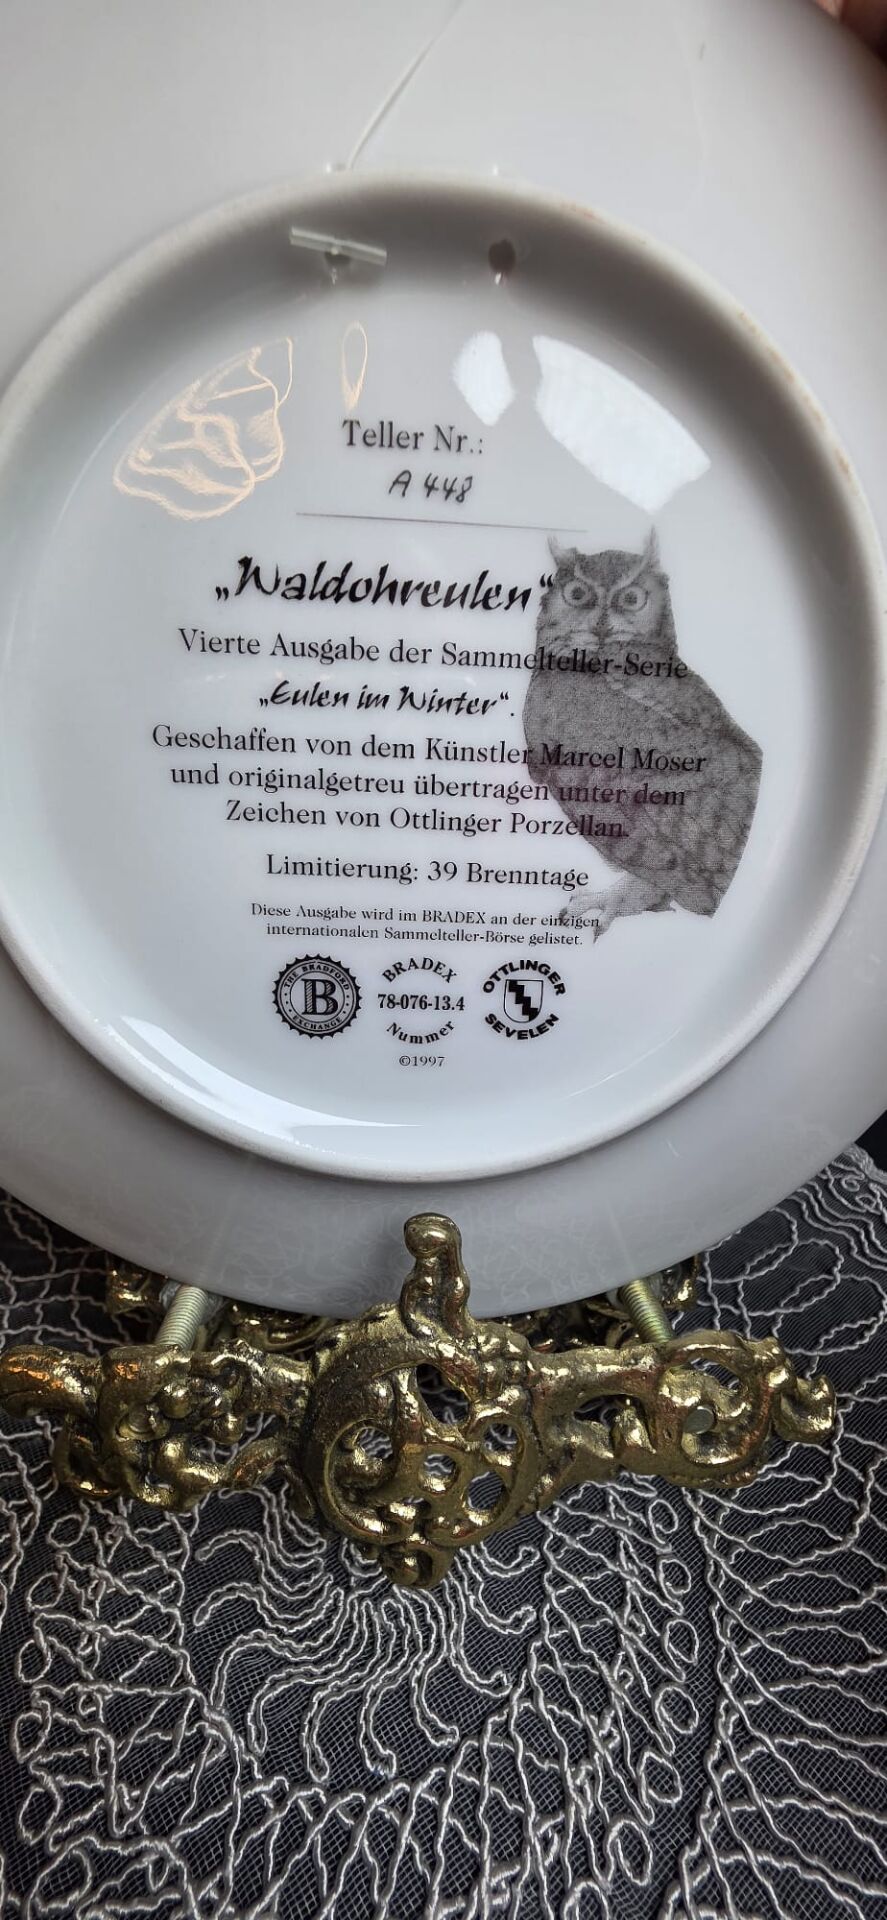 Teller Nr.:
A 448
„Waldohreulen“
Vierte Ausgabe der Sammelteller-Serie
„Eulen im Winter“.
Geschaffen von dem Künstler Marcel Moser
und originalgetreu übertragen unter dem
Zeichen von Ottlinger Porzellan.
Limitierung: 39 Brenntage
Diese Ausgabe wird im BRADEX an der einzigen
internationalen Sammelteller-Börse gelistet.
THE BRADFORD
B
EXCHANGE
BRADEX
78-076-13.4
Nummer
OTTLINGER
SEVELEN
©1997